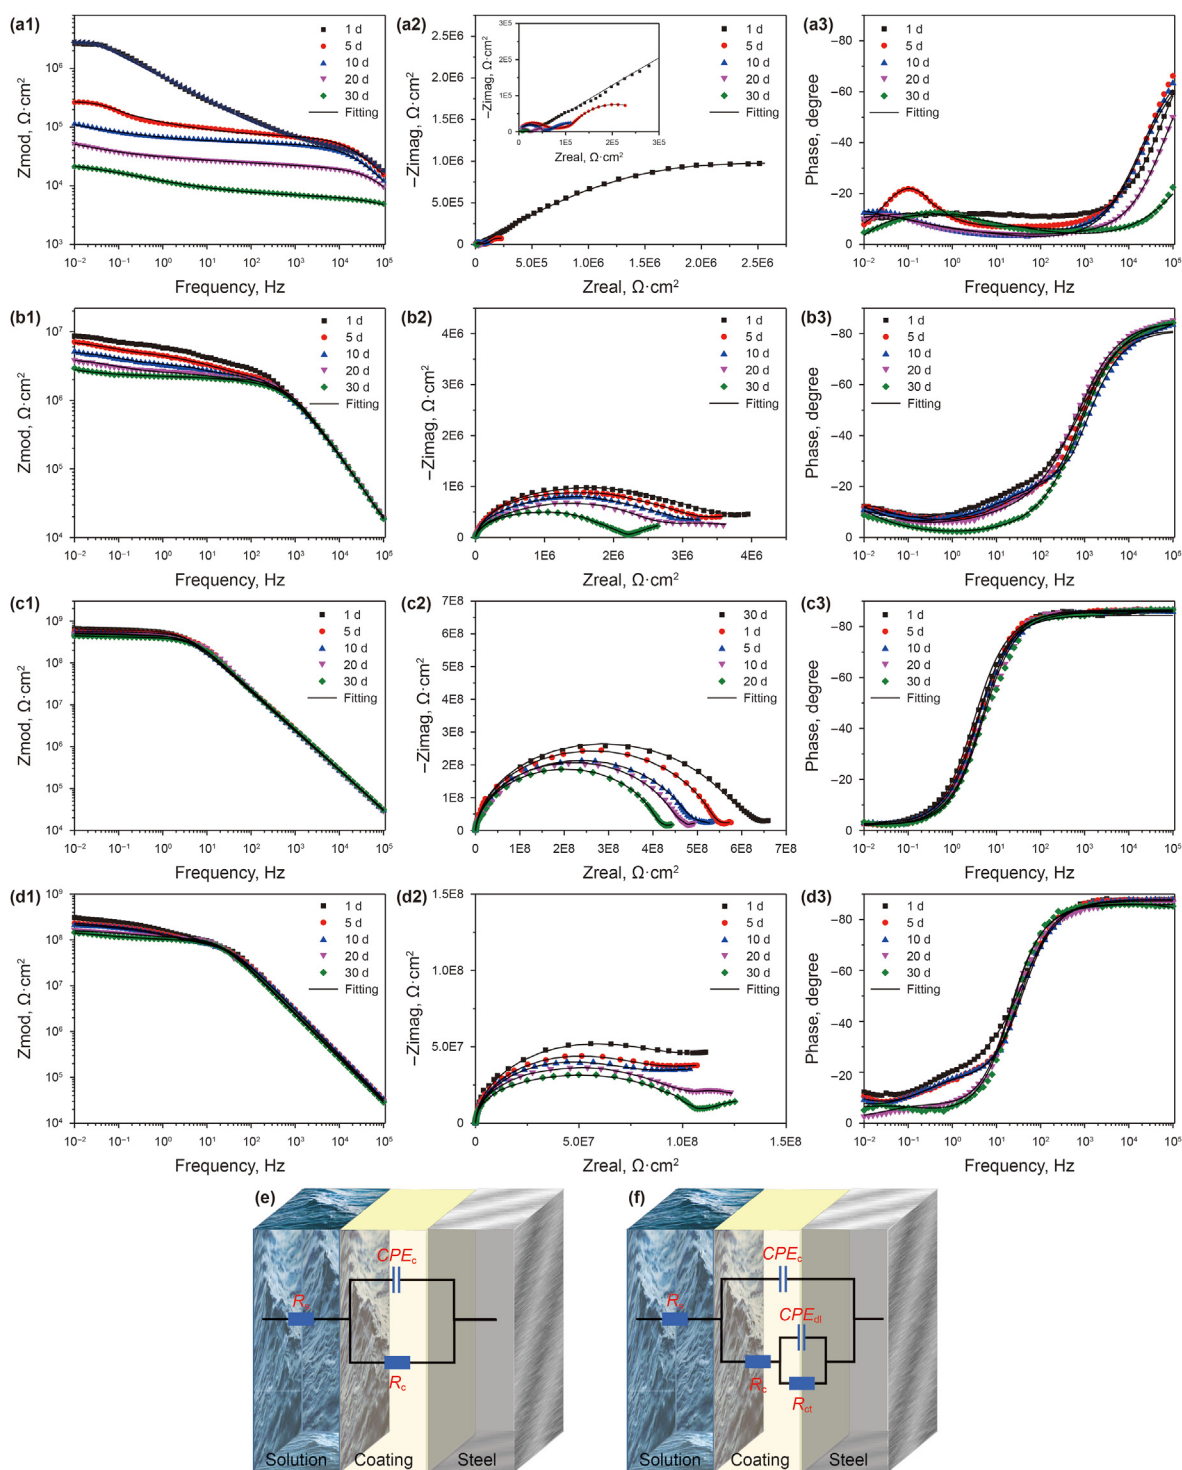 (a1)
Zmod, Ω·cm²
10⁶
10⁵
10⁴
10³
1 d
5 d
10 d
20 d
30 d
Fitting
10⁻² 10⁻¹ 10⁰ 10¹ 10² 10³ 10⁴ 10⁵
Frequency, Hz
(a2)
−Zimag, Ω·cm²
2.5E6
2.0E6
1.5E6
1.0E6
5.0E5
0
−Zimag, Ω·cm²
3E5
2E5
1E5
0
0 1E5 2E5 3E5
Zreal, Ω·cm²
1 d
5 d
10 d
20 d
30 d
Fitting
0 5.0E5 1.0E6 1.5E6 2.0E6 2.5E6
Zreal, Ω·cm²
(a3)
Phase, degree
−80
−60
−40
−20
0
1 d
5 d
10 d
20 d
30 d
Fitting
10⁻² 10⁻¹ 10⁰ 10¹ 10² 10³ 10⁴ 10⁵
Frequency, Hz
(b1)
Zmod, Ω·cm²
10⁷
10⁶
10⁵
10⁴
1 d
5 d
10 d
20 d
30 d
Fitting
10⁻² 10⁻¹ 10⁰ 10¹ 10² 10³ 10⁴ 10⁵
Frequency, Hz
(b2)
−Zimag, Ω·cm²
4E6
3E6
2E6
1E6
0
1 d
5 d
10 d
20 d
30 d
Fitting
0 1E6 2E6 3E6 4E6
Zreal, Ω·cm²
(b3)
Phase, degree
−80
−60
−40
−20
0
1 d
5 d
10 d
20 d
30 d
Fitting
10⁻² 10⁻¹ 10⁰ 10¹ 10² 10³ 10⁴ 10⁵
Frequency, Hz
(c1)
Zmod, Ω·cm²
10⁹
10⁸
10⁷
10⁶
10⁵
10⁴
1 d
5 d
10 d
20 d
30 d
Fitting
10⁻² 10⁻¹ 10⁰ 10¹ 10² 10³ 10⁴ 10⁵
Frequency, Hz
(c2)
−Zimag, Ω·cm²
7E8
6E8
5E8
4E8
3E8
2E8
1E8
0
30 d
1 d
5 d
10 d
20 d
Fitting
0 1E8 2E8 3E8 4E8 5E8 6E8 7E8
Zreal, Ω·cm²
(c3)
Phase, degree
−80
−60
−40
−20
0
1 d
5 d
10 d
20 d
30 d
Fitting
10⁻² 10⁻¹ 10⁰ 10¹ 10² 10³ 10⁴ 10⁵
Frequency, Hz
(d1)
Zmod, Ω·cm²
10⁹
10⁸
10⁷
10⁶
10⁵
10⁴
1 d
5 d
10 d
20 d
30 d
Fitting
10⁻² 10⁻¹ 10⁰ 10¹ 10² 10³ 10⁴ 10⁵
Frequency, Hz
(d2)
−Zimag, Ω·cm²
1.5E8
1.0E8
5.0E7
0
1 d
5 d
10 d
20 d
30 d
Fitting
0 5.0E7 1.0E8 1.5E8
Zreal, Ω·cm²
(d3)
Phase, degree
−80
−60
−40
−20
0
1 d
5 d
10 d
20 d
30 d
Fitting
10⁻² 10⁻¹ 10⁰ 10¹ 10² 10³ 10⁴ 10⁵
Frequency, Hz
(e)
CPEc
Rs
Rc
Solution Coating Steel
(f)
CPEc
Rs
CPEdl
Rc
Rct
Solution Coating Steel